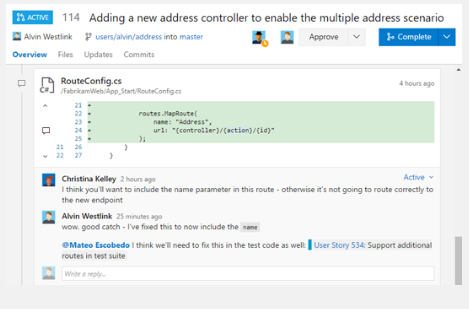 ACTIVE 114 Adding a new address controller to enable the multiple address scenario
Alvin Westlink users/alvin/address into master Approve Complete
Overview Files Updates Commits
RouteConfig.cs 4 hours ago
C# /FabrikamWeb/App_Start/RouteConfig.cs
21 +
22 + routes.MapRoute(
23 + name: "Address",
24 + url: "{controller}/{action}/{id}"
25 + );
21 26 }
22 27 }
Christina Kelley 2 hours ago Active
I think you'll want to include the name parameter in this route - otherwise it's not going to route correctly to
the new endpoint
Alvin Westlink 25 minutes ago
wow. good catch - I've fixed this to now include the name
@Mateo Escobedo I think we'll need to fix this in the test code as well: User Story 534: Support additional
routes in test suite
Write a reply...